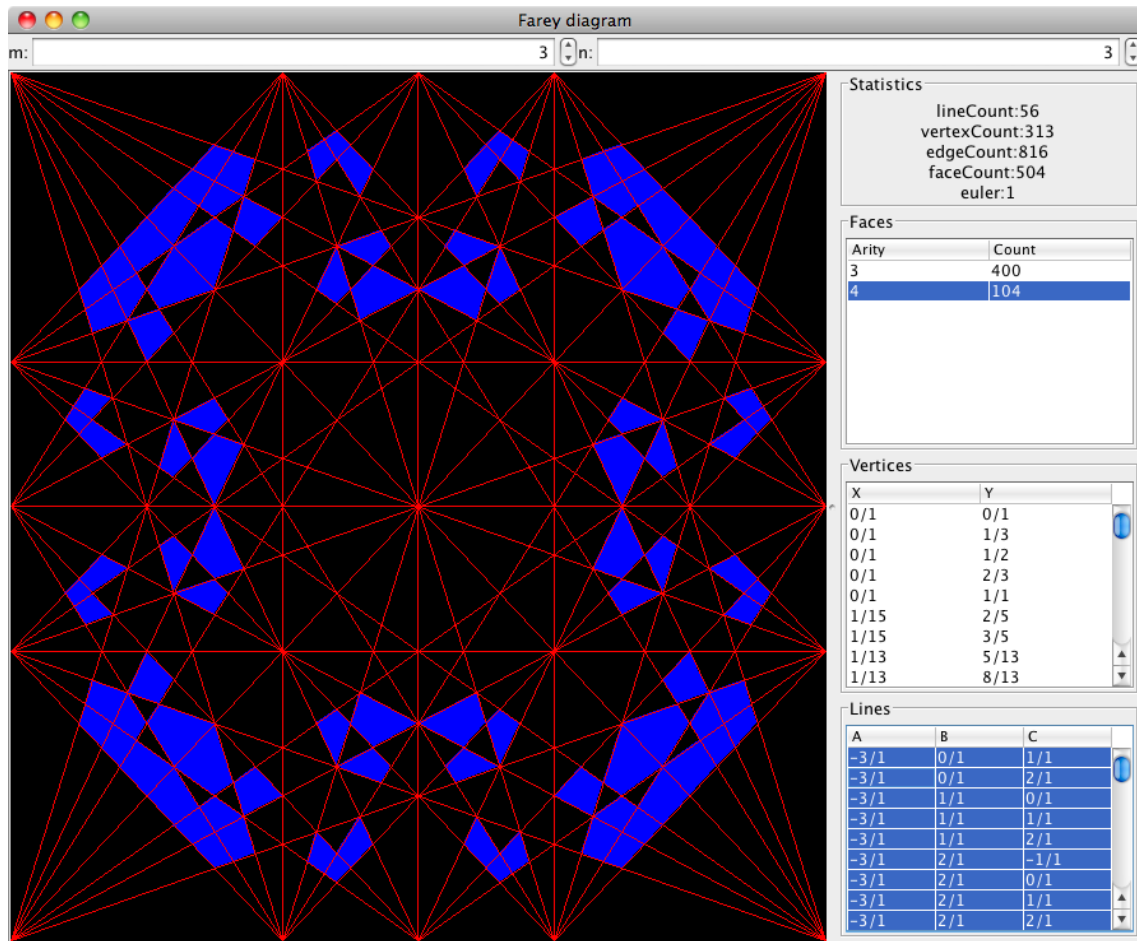 Farey diagram
m: 3 n: 3
Statistics
lineCount:56
vertexCount:313
edgeCount:816
faceCount:504
euler:1
Faces
Arity Count
3 400
4 104
Vertices
X Y
0/1 0/1
0/1 1/3
0/1 1/2
0/1 2/3
0/1 1/1
1/15 2/5
1/15 3/5
1/13 5/13
1/13 8/13
Lines
A B C
-3/1 0/1 1/1
-3/1 0/1 2/1
-3/1 1/1 0/1
-3/1 1/1 1/1
-3/1 1/1 2/1
-3/1 2/1 -1/1
-3/1 2/1 0/1
-3/1 2/1 1/1
-3/1 2/1 2/1